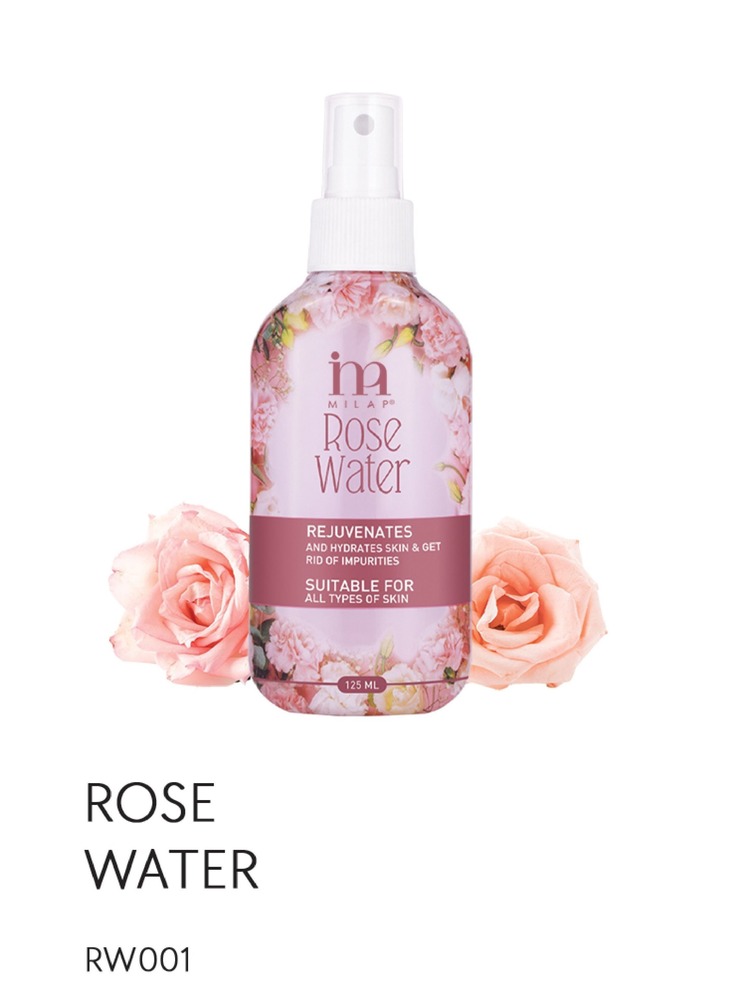 im
MILAP®
Rose
Water
REJUVENATES
AND HYDRATES SKIN & GET
RID OF IMPURITIES
SUITABLE FOR
ALL TYPES OF SKIN
125 ML
ROSE
WATER
RW001